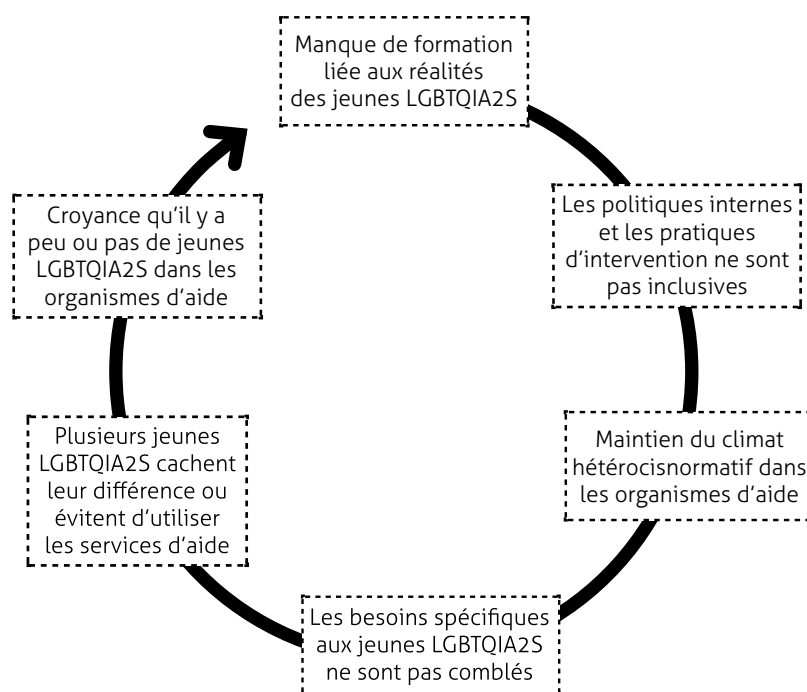 Manque de formation
liée aux réalités
des jeunes LGBTQIA2S
Les politiques internes
et les pratiques
d'intervention ne sont
pas inclusives
Maintien du climat
hétérocisnormatif dans
les organismes d'aide
Les besoins spécifiques
aux jeunes LGBTQIA2S
ne sont pas comblés
Plusieurs jeunes
LGBTQIA2S cachent
leur différence ou
évitent d'utiliser
les services d'aide
Croyance qu'il y a
peu ou pas de jeunes
LGBTQIA2S dans les
organismes d'aide